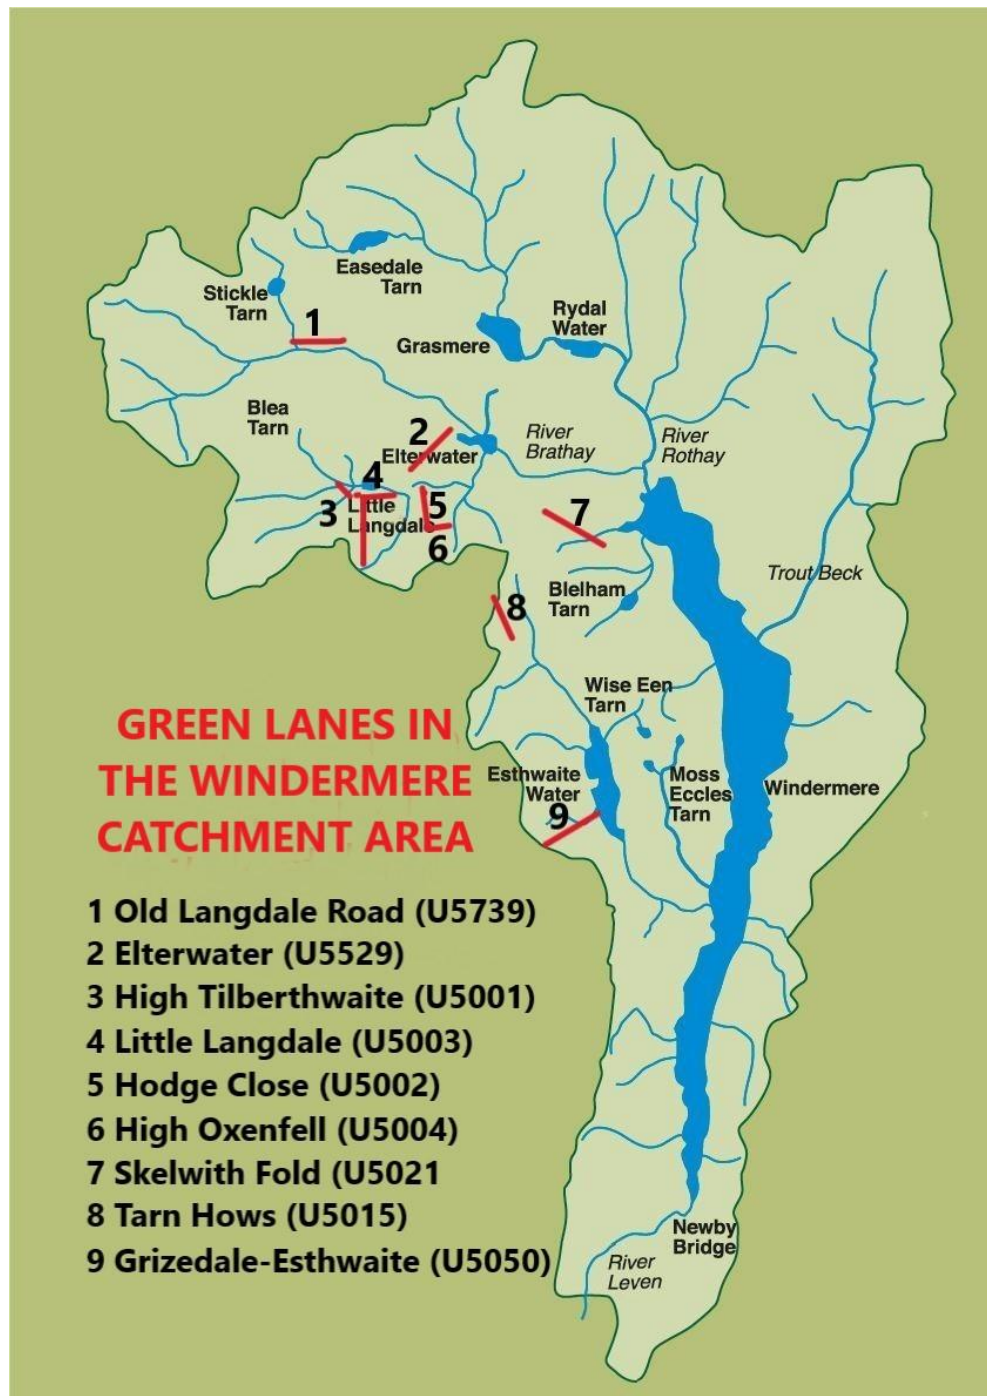 Easedale
Tarn
Stickle
Tarn
Rydal
Water
1
Grasmere
Blea
Tarn
2
Elterwater
River
Brathay
River
Rothay
4
3
Little
Langdale
5
6
7
Trout Beck
Blelham
Tarn
8
Wise Een
Tarn
GREEN LANES IN
THE WINDERMERE
CATCHMENT AREA
Esthwaite
Water
Moss
Eccles
Tarn
Windermere
9
1 Old Langdale Road (U5739)
2 Elterwater (U5529)
3 High Tilberthwaite (U5001)
4 Little Langdale (U5003)
5 Hodge Close (U5002)
6 High Oxenfell (U5004)
7 Skelwith Fold (U5021
8 Tarn Hows (U5015)
9 Grizedale-Esthwaite (U5050)
Newby
Bridge
River
Leven